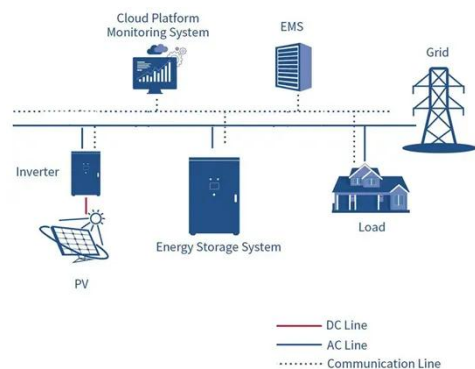 Cloud Platform
Monitoring System
EMS
Grid
Inverter
Energy Storage System
Load
PV
DC Line
AC Line
Communication Line